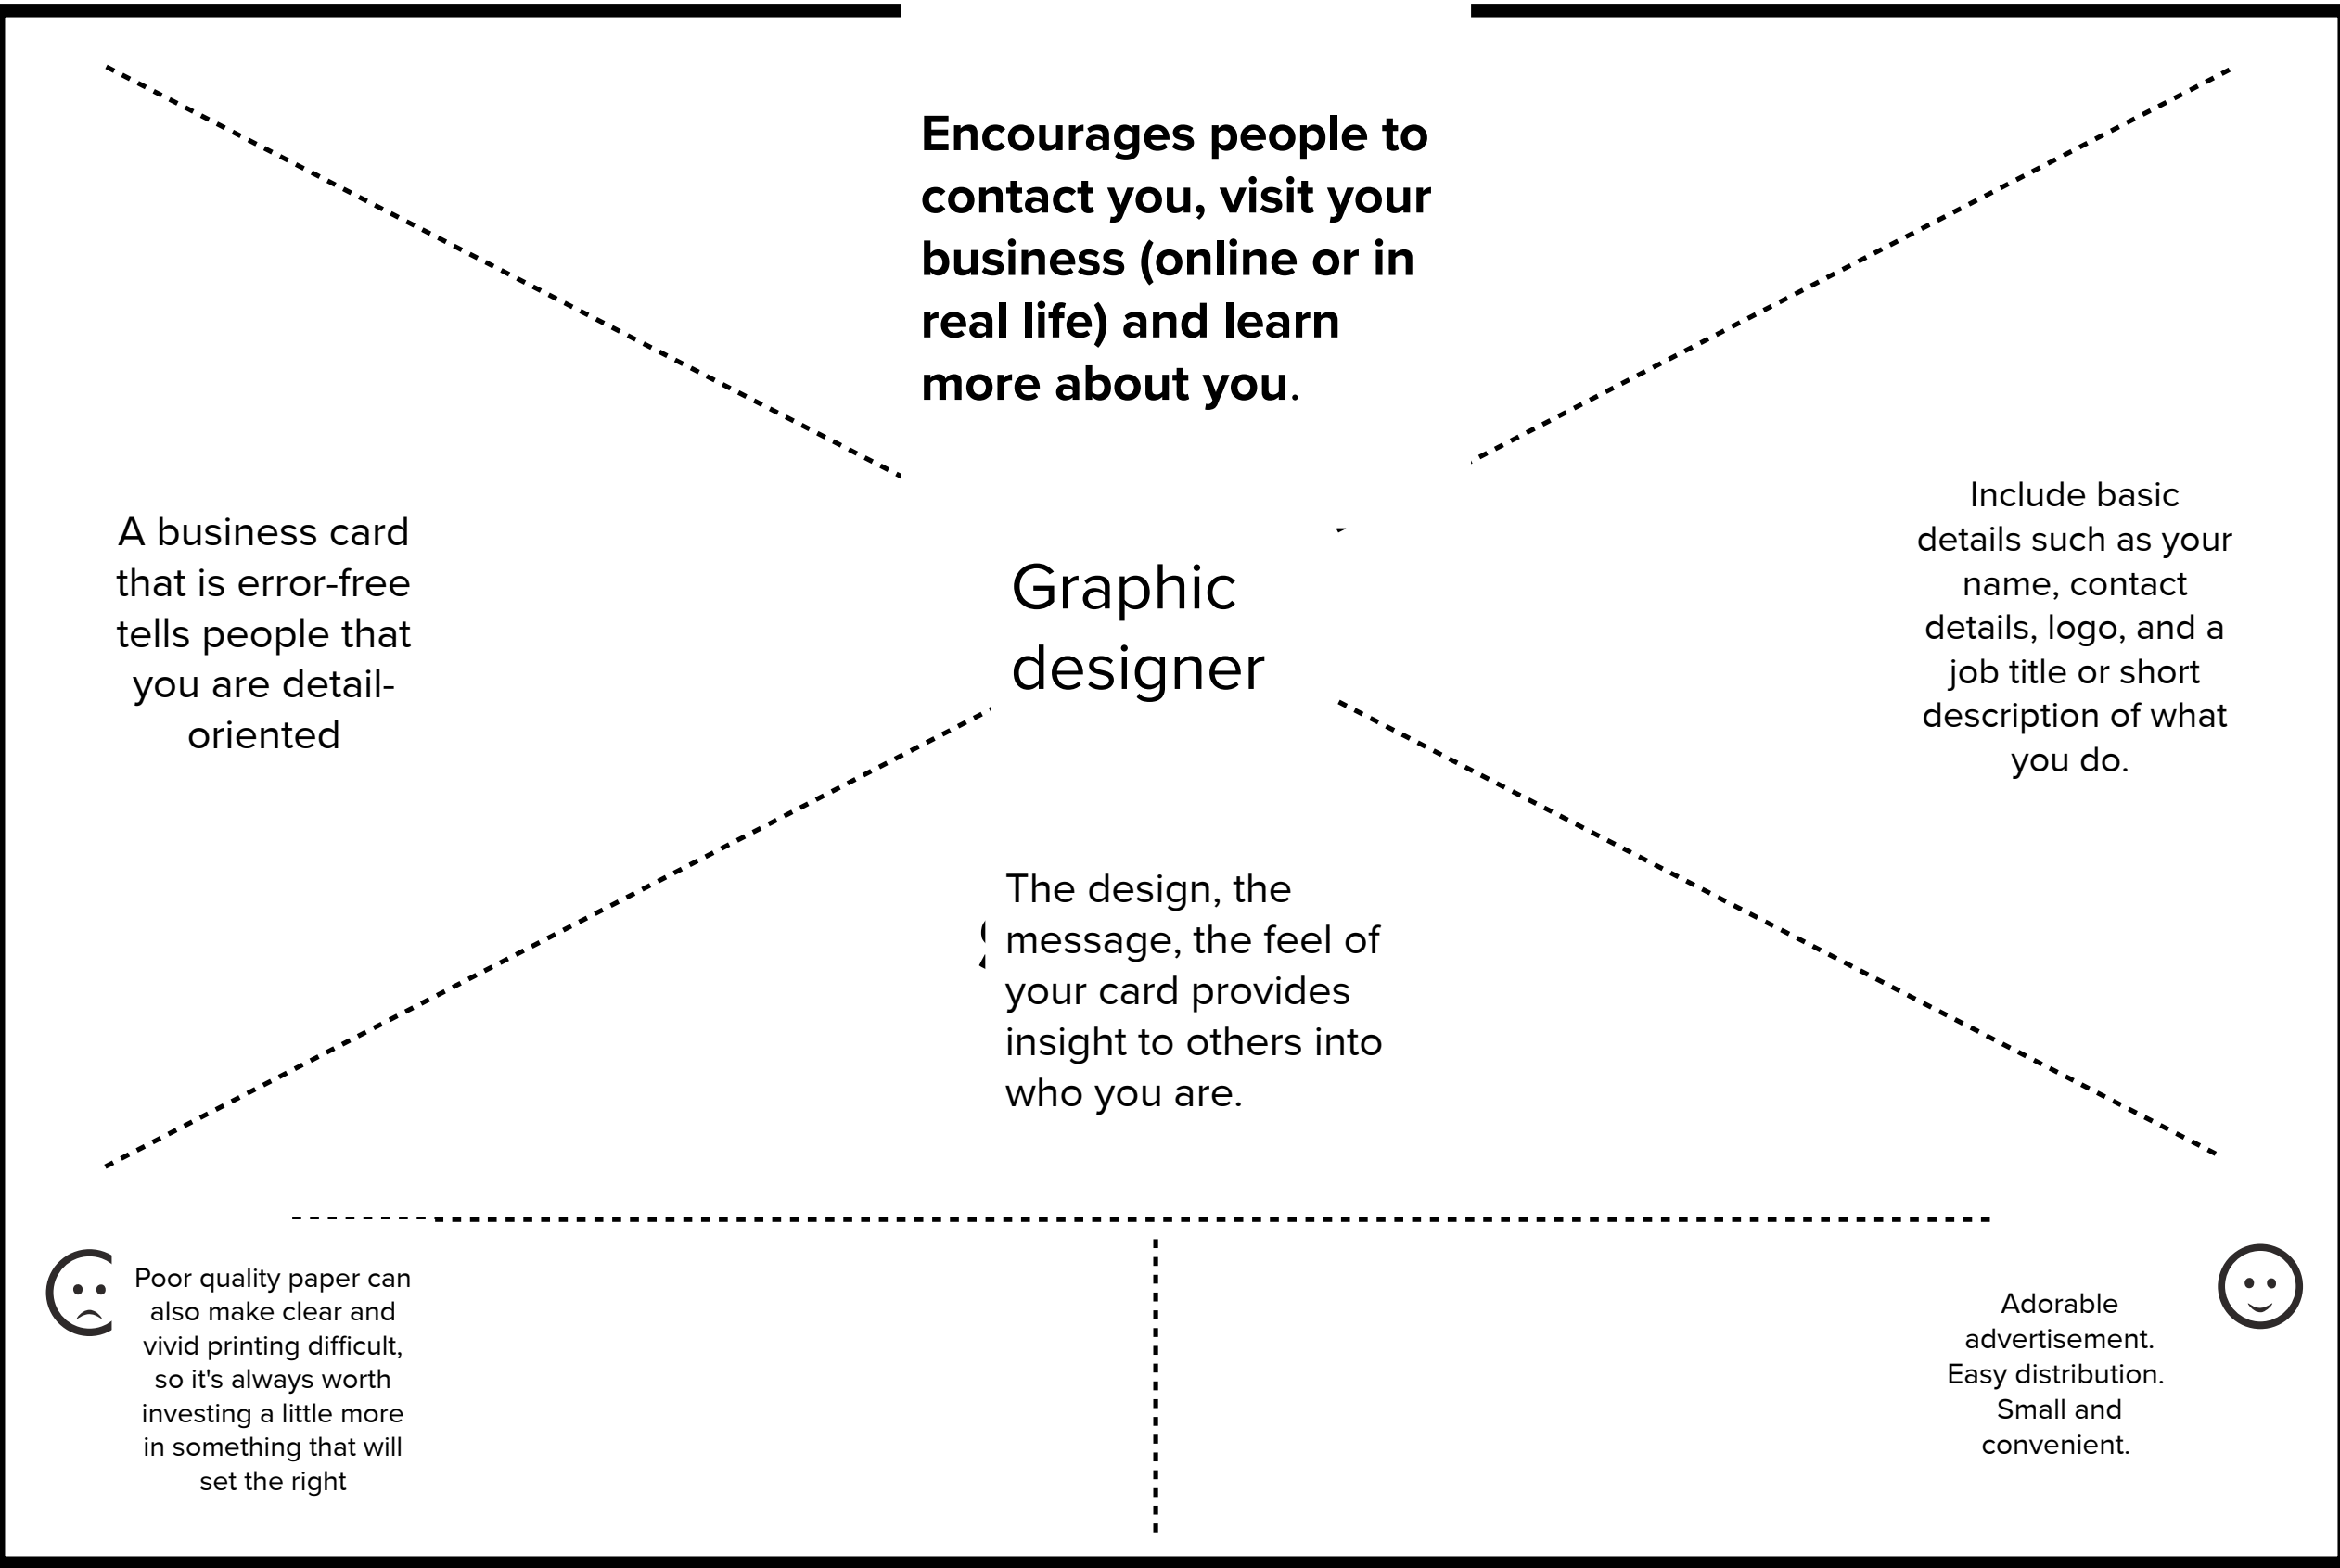 Encourages people to
contact you, visit your
business (online or in
real life) and learn
more about you.
A business card
that is error-free
tells people that
you are detail-
oriented
Graphic
designer
Include basic
details such as your
name, contact
details, logo, and a
job title or short
description of what
you do.
The design, the
message, the feel of
your card provides
insight to others into
who you are.
Poor quality paper can
also make clear and
vivid printing difficult,
so it's always worth
investing a little more
in something that will
set the right
Adorable
advertisement.
Easy distribution.
Small and
convenient.